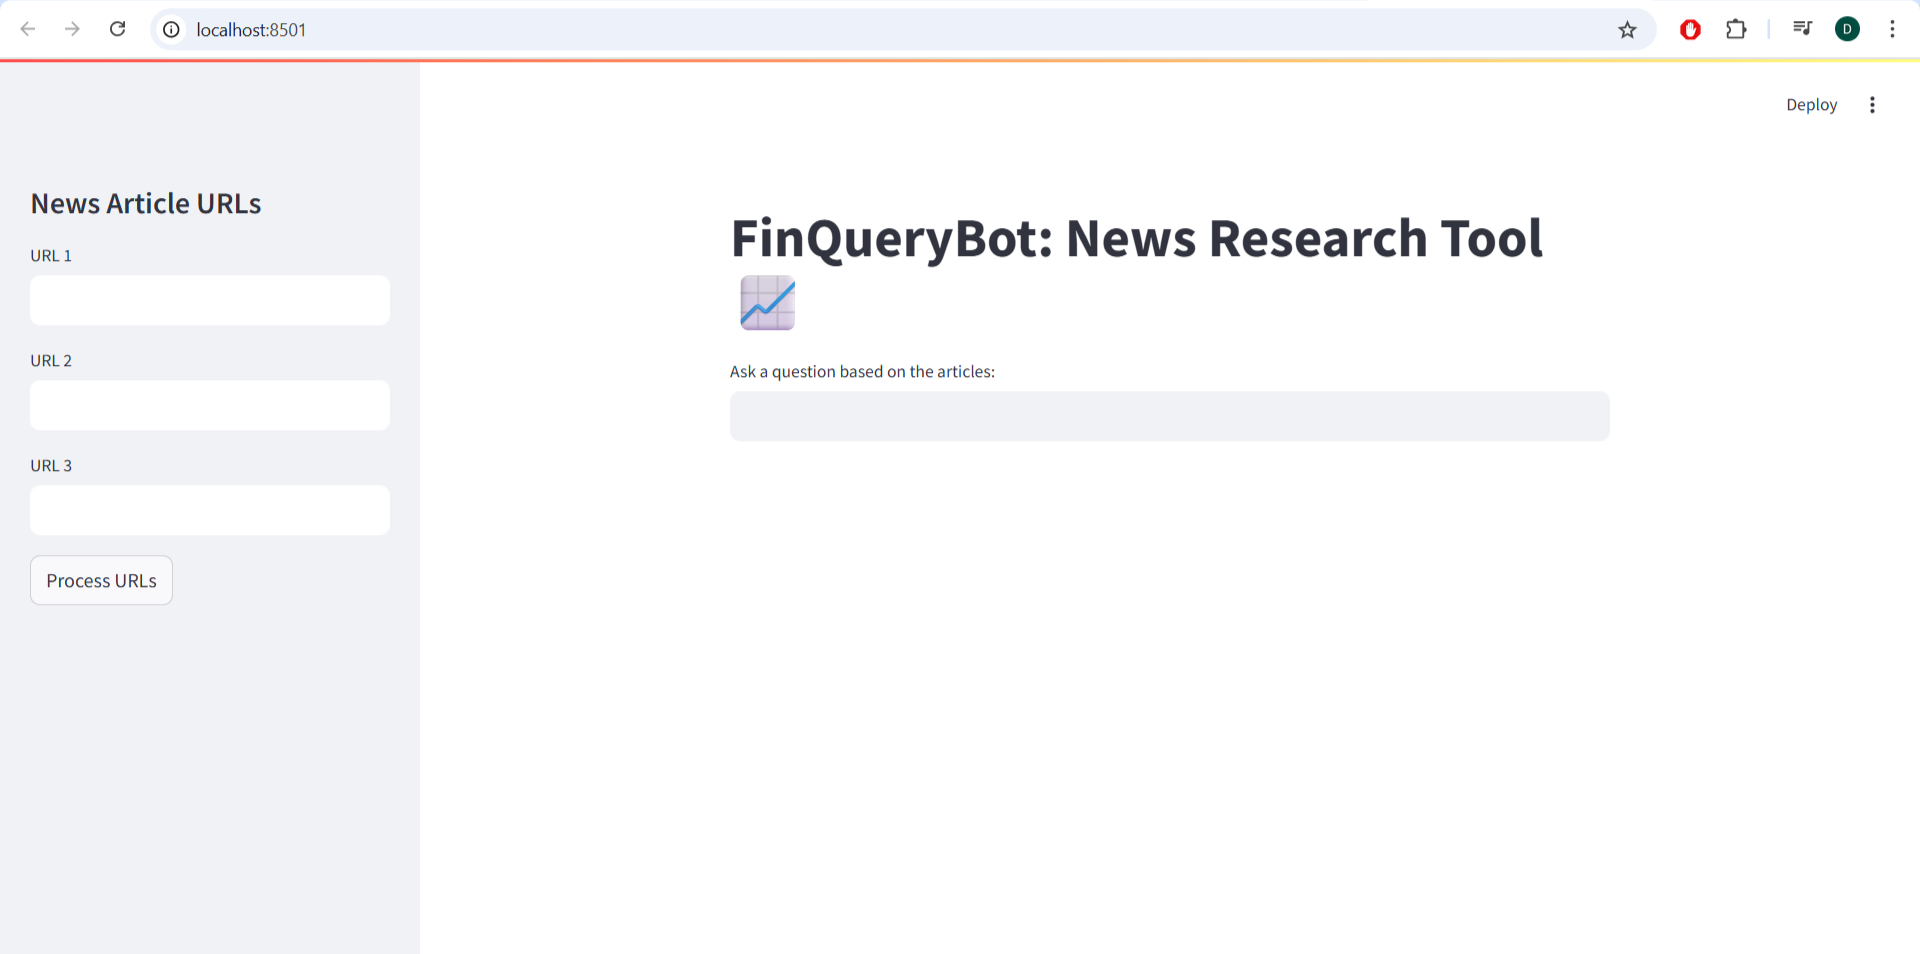 localhost:8501
D
Deploy
News Article URLs
URL 1
URL 2
URL 3
Process URLs
FinQueryBot: News Research Tool
Ask a question based on the articles: